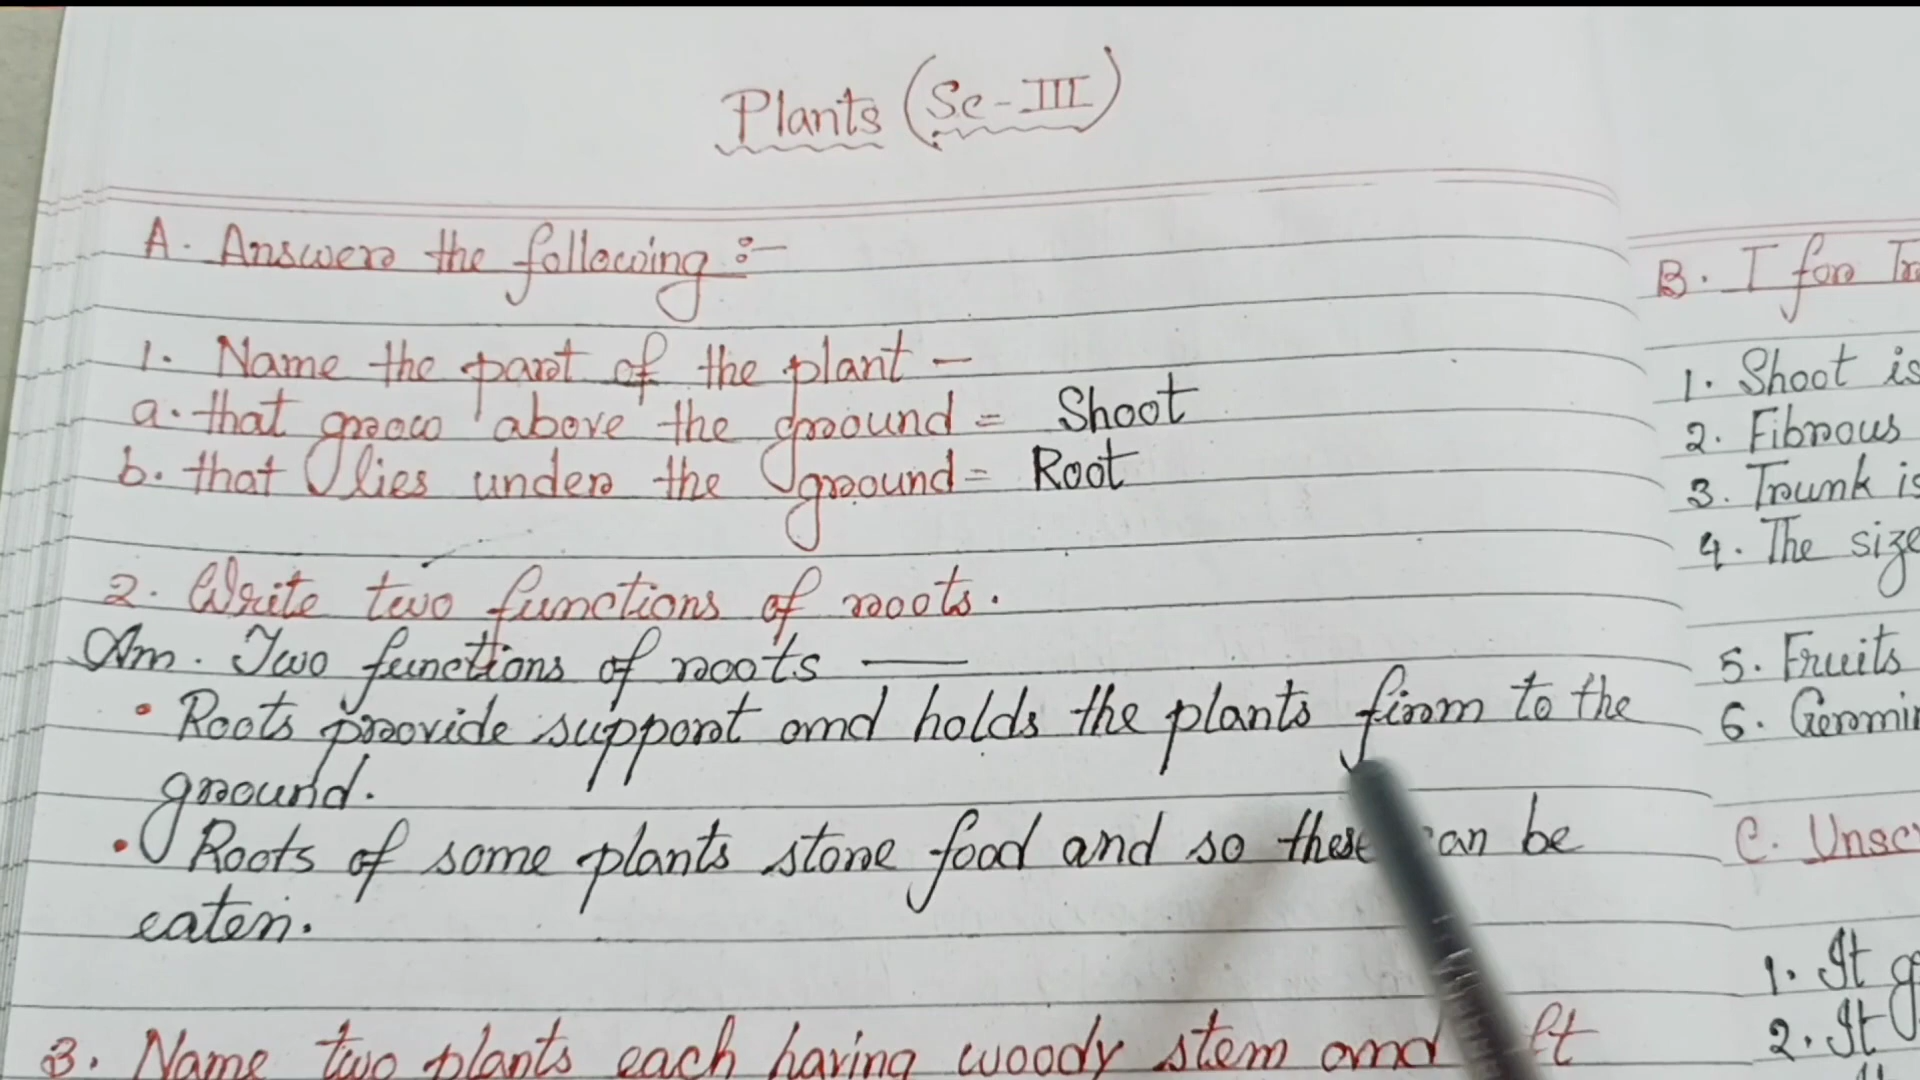 Plants (Sc-III)
A. Answer the following :-
1. Name the part of the plant -
a. that grow above the ground = Shoot
b. that lies under the ground = Root
2. Write two functions of roots.
Ans. Two functions of roots —
• Roots provide support and holds the plants firm to the
ground.
• Roots of some plants store food and so these can be
eaten.
3. Name two plants each having woody stem and
B. I for
1. Shoot is
2. Fibrous
3. Trunk is
4. The size
5. Fruits
6.
C.
1. It
2. It